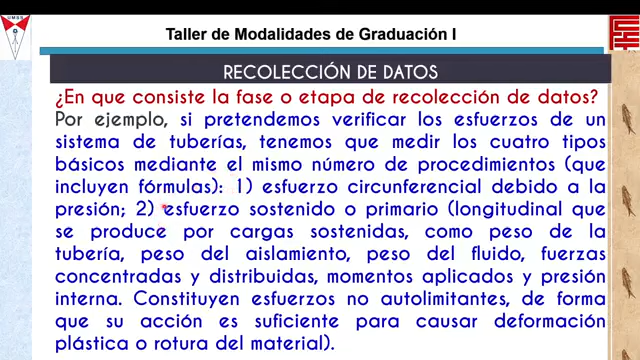 UMSS
Taller de Modalidades de Graduación I
RECOLECCIÓN DE DATOS
¿En que consiste la fase o etapa de recolección de datos?
Por ejemplo, si pretendemos verificar los esfuerzos de un
sistema de tuberías, tenemos que medir los cuatro tipos
básicos mediante el mismo número de procedimientos (que
incluyen fórmulas): 1) esfuerzo circunferencial debido a la
presión; 2) esfuerzo sostenido o primario (longitudinal que
se produce por cargas sostenidas, como peso de la
tubería, peso del aislamiento, peso del fluido, fuerzas
concentradas y distribuidas, momentos aplicados y presión
interna. Constituyen esfuerzos no autolimitantes, de forma
que su acción es suficiente para causar deformación
plástica o rotura del material).